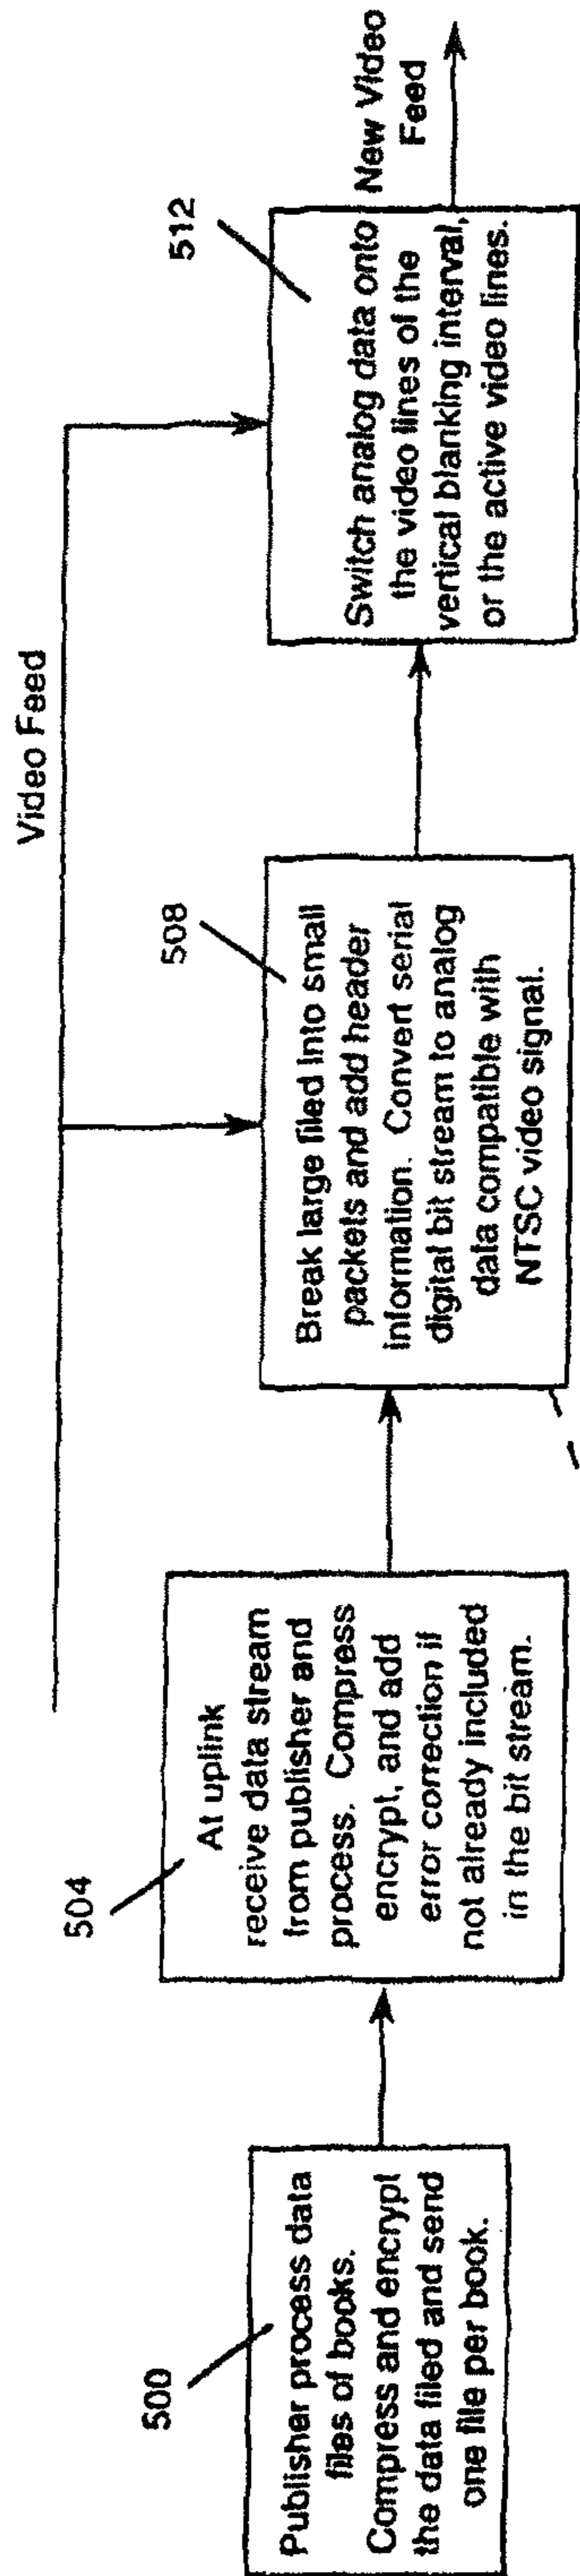 Video Feed
500
Publisher process data
files of books.
Compress and encrypt
the data filed and send
one file per book.
504
At uplink
receive data stream
from publisher and
process. Compress
encrypt, and add
error correction if
not already included
in the bit stream.
508
Break large filed into small
packets and add header
information. Convert serial
digital bit stream to analog
data compatible with
NTSC video signal.
512
Switch analog data onto
the video lines of the
vertical blanking interval,
or the active video lines.
New Video
Feed